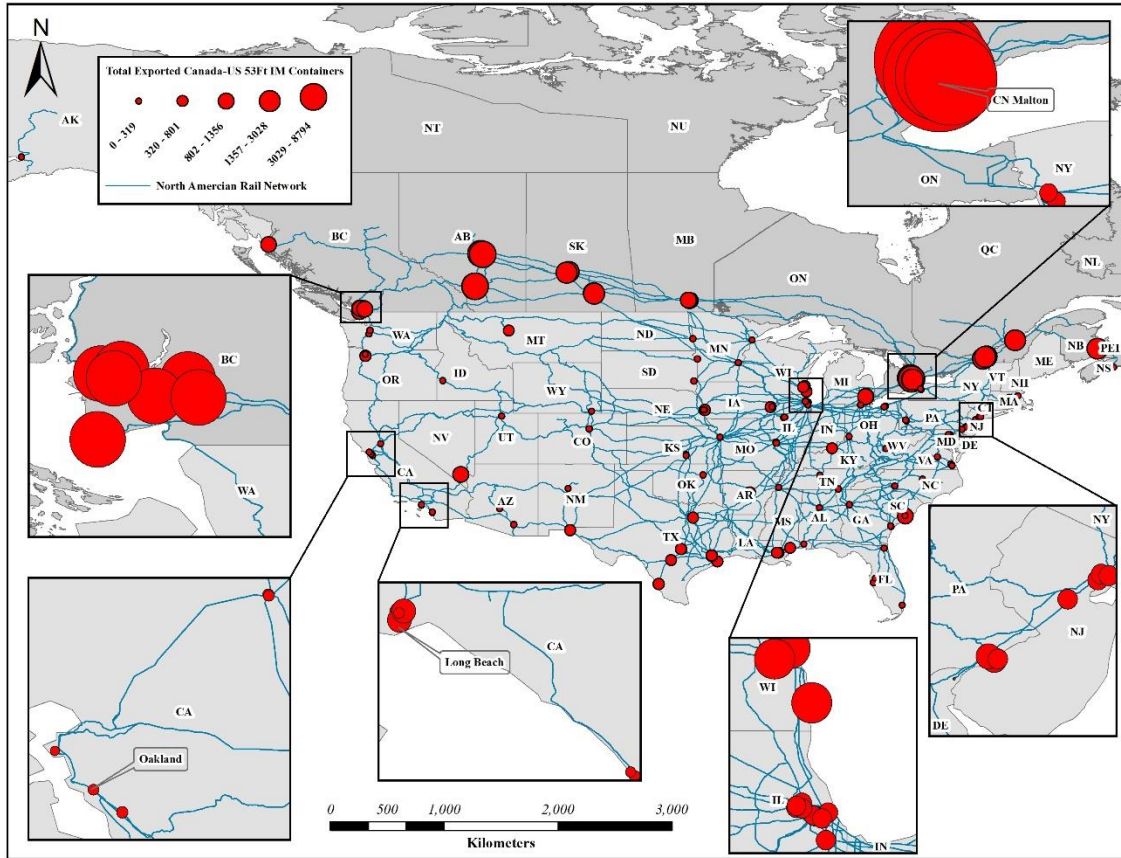 N
Total Exported Canada-US 53Ft IM Containers
0 - 319
320 - 801
802 - 1356
1357 - 3028
3029 - 8794
North Amercian Rail Network
AK
NT
NU
BC
AB
SK
MB
ON
QC
NL
NB
PEI
NS
WA
MT
ND
MN
WI
MI
VT
ME
NH
NY
MA
CT
OR
ID
WY
SD
IA
NE
IL
IN
OH
PA
NJ
MD
DE
NV
UT
CO
KS
MO
KY
WV
VA
CA
AZ
NM
OK
AR
TN
NC
SC
TX
LA
MS
AL
GA
FL
CN Malton
ON
NY
BC
WA
CA
Oakland
CA
Long Beach
WI
IL
IN
NY
PA
NJ
DE
0 500 1,000 2,000 3,000
Kilometers